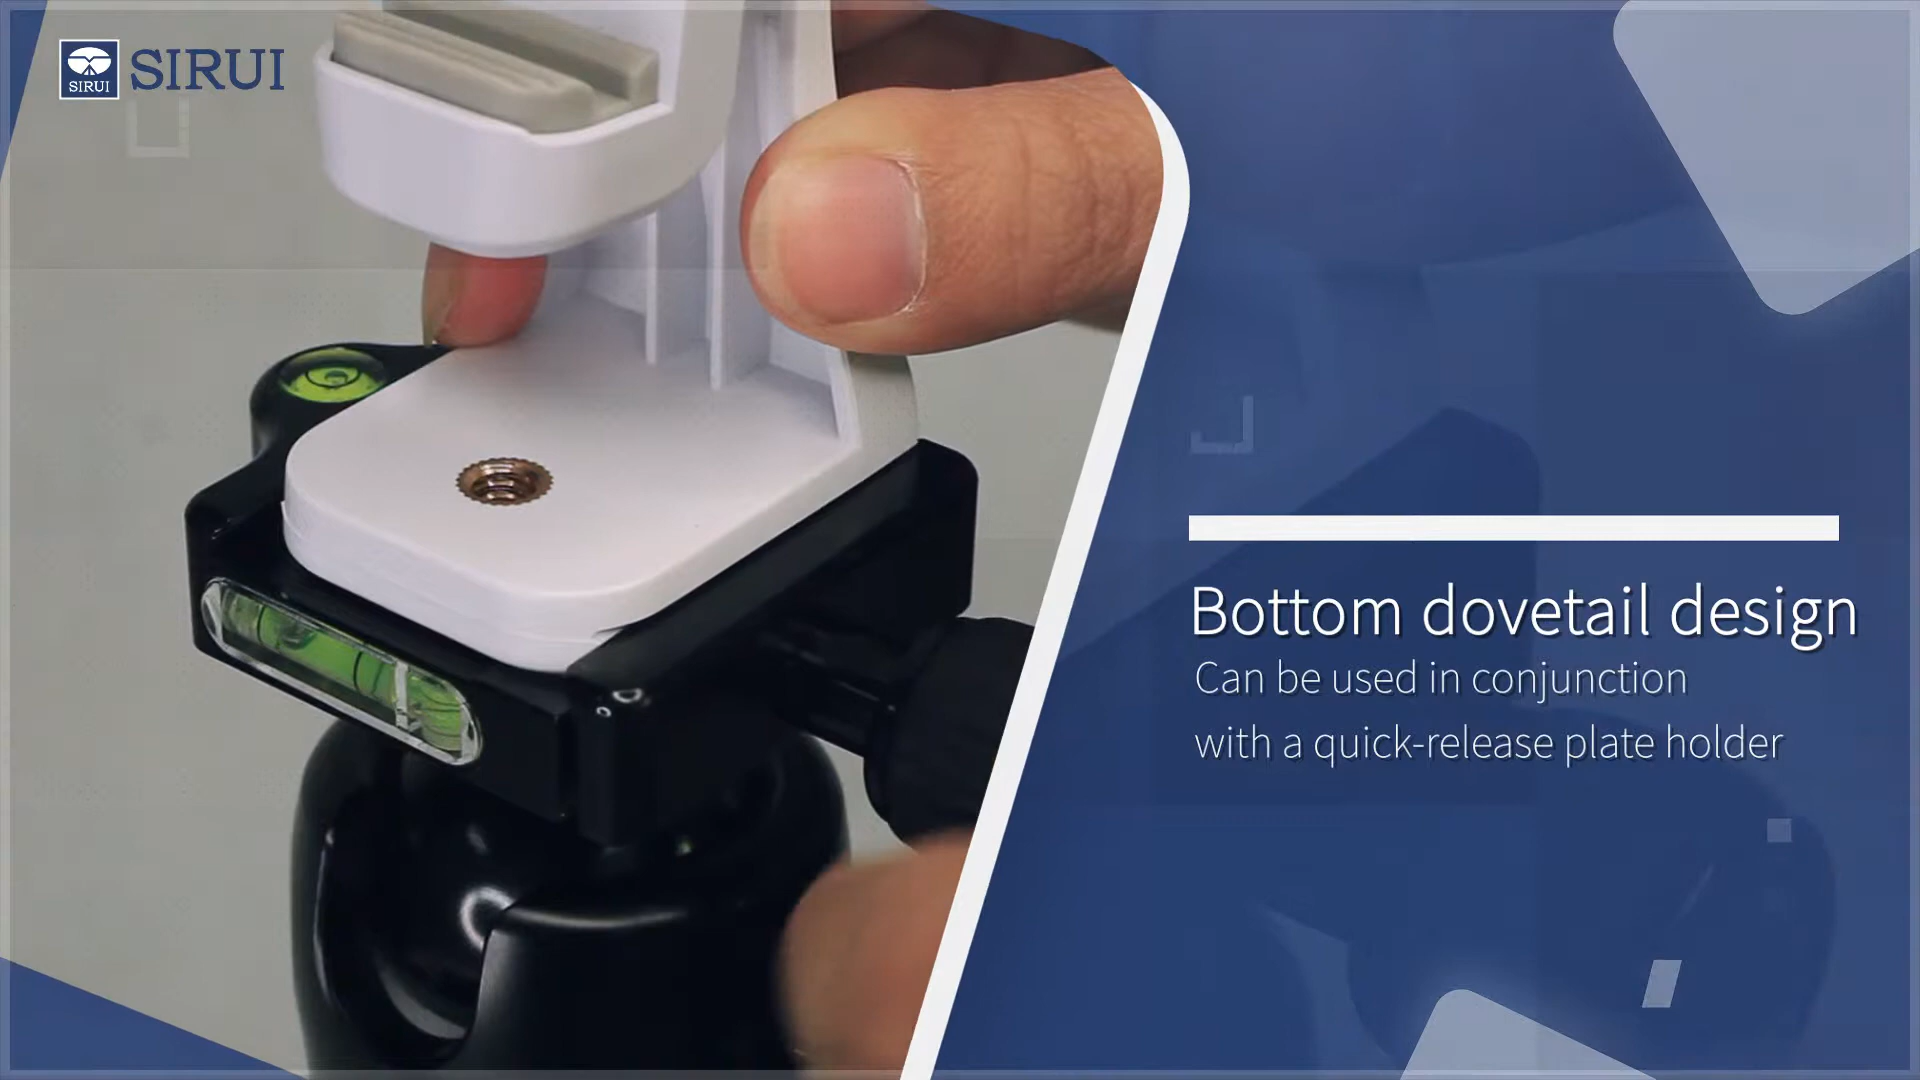 SIRUI SIRUI
Bottom dovetail design
Can be used in conjunction
with a quick-release plate holder